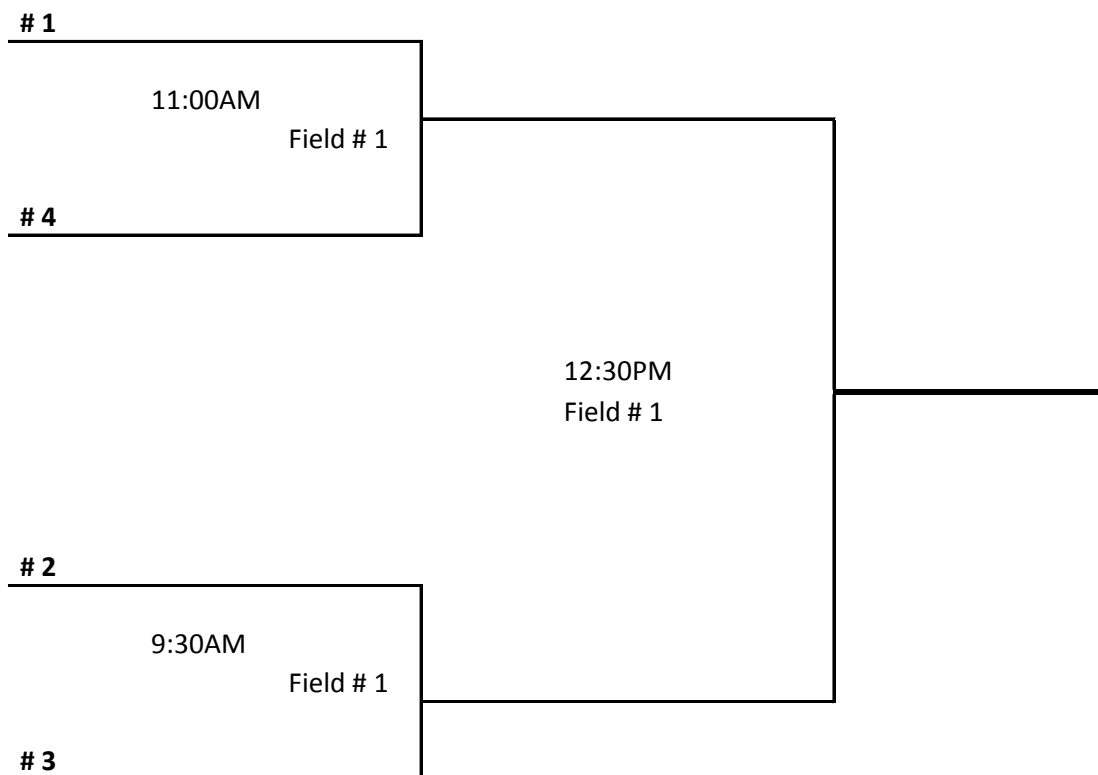 # 1
11:00AM
Field # 1
# 4
12:30PM
Field # 1
# 2
9:30AM
Field # 1
# 3